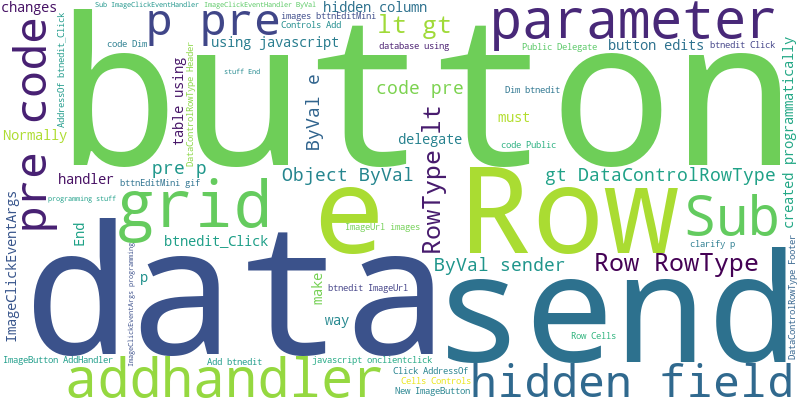 changes
Sub ImageClickEventHandler
ImageClickEventHandler ByVal
hidden column
p pre
images bttnEditMini
Controls Add
lt gt
parameter
code Dim
using javascript
database using
Public Delegate
button edits
btnedit Click
pre code
AddressOf btnedit_Click
Normally
table using
DataControlRowType Header
button
stuff End
ByVal e
code pre
Dim btnedit
must
delegate
code Public
created programmatically
pre p
handler
bttnEditMini gif
Object ByVal
RowType lt
gt DataControlRowType
programming stuff
ImageClickEventArgs
grid
e
Row
Sub
ImageUrl images
End
btnedit_Click
clarify p
data
ImageClickEventArgs programming
p
make
btnedit ImageUrl
ByVal sender
Row RowType
send
way
Row Cells
DataControlRowType Footer
ImageButton AddHandler
Add btnedit
javascript onclientclick
addhandler
Click AddressOf
Cells Controls
New ImageButton
hidden field